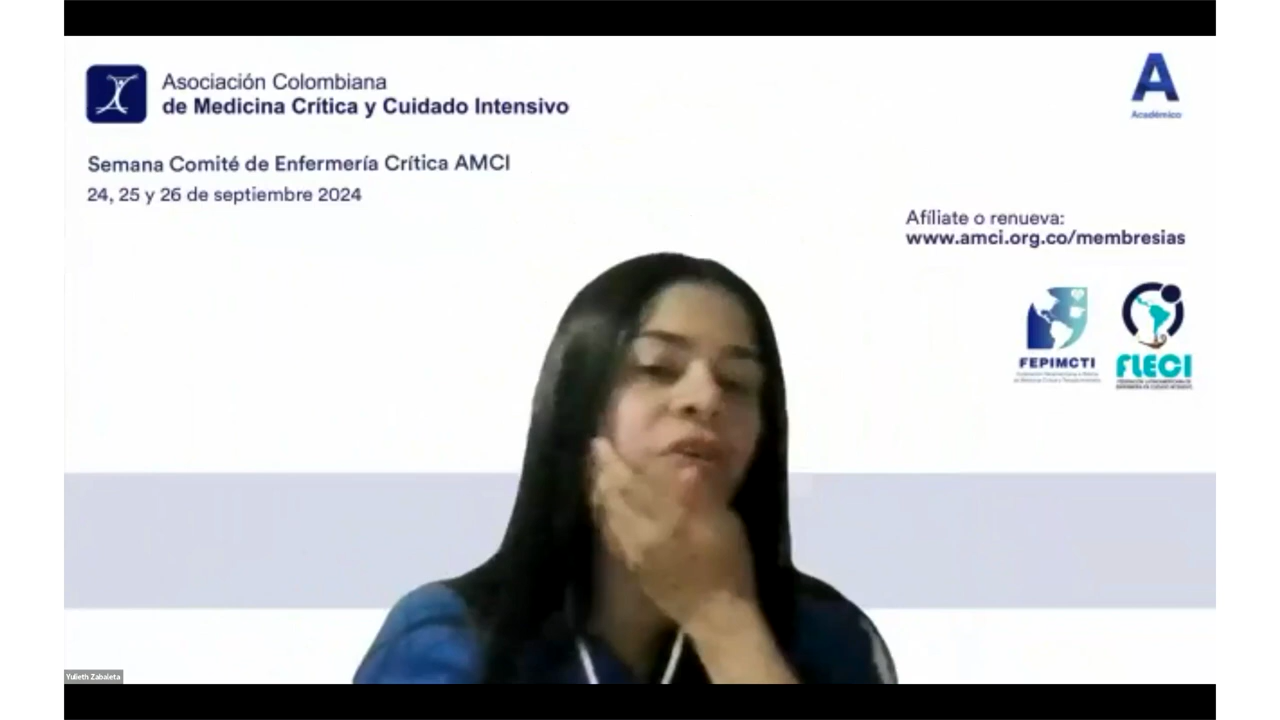 Asociación Colombiana
de Medicina Crítica y Cuidado Intensivo
A
Académico
Semana Comité de Enfermería Crítica AMCI
24, 25 y 26 de septiembre 2024
Afíliate o renueva:
www.amci.org.co/membresias
FEPIMCTI
FLECI
Yulieth Zabaleta